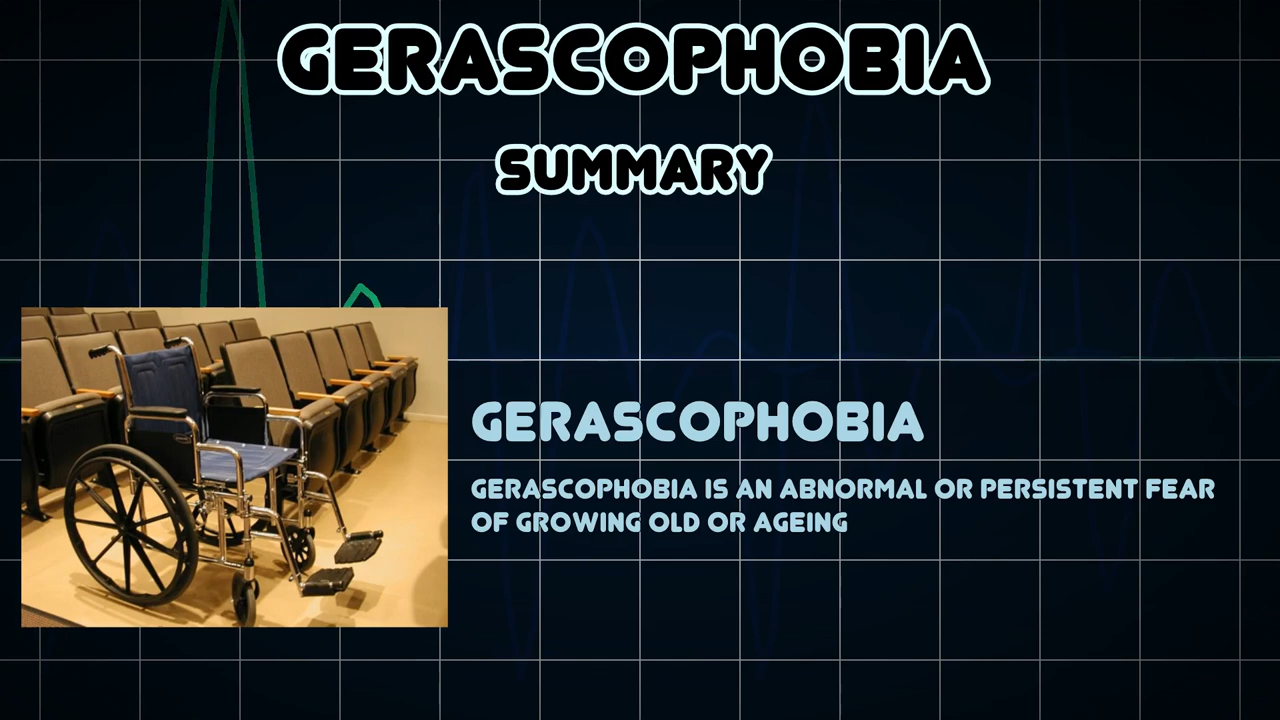 GERASCOPHOBIA
SUMMARY
GERASCOPHOBIA
GERASCOPHOBIA IS AN ABNORMAL OR PERSISTENT FEAR
OF GROWING OLD OR AGEING